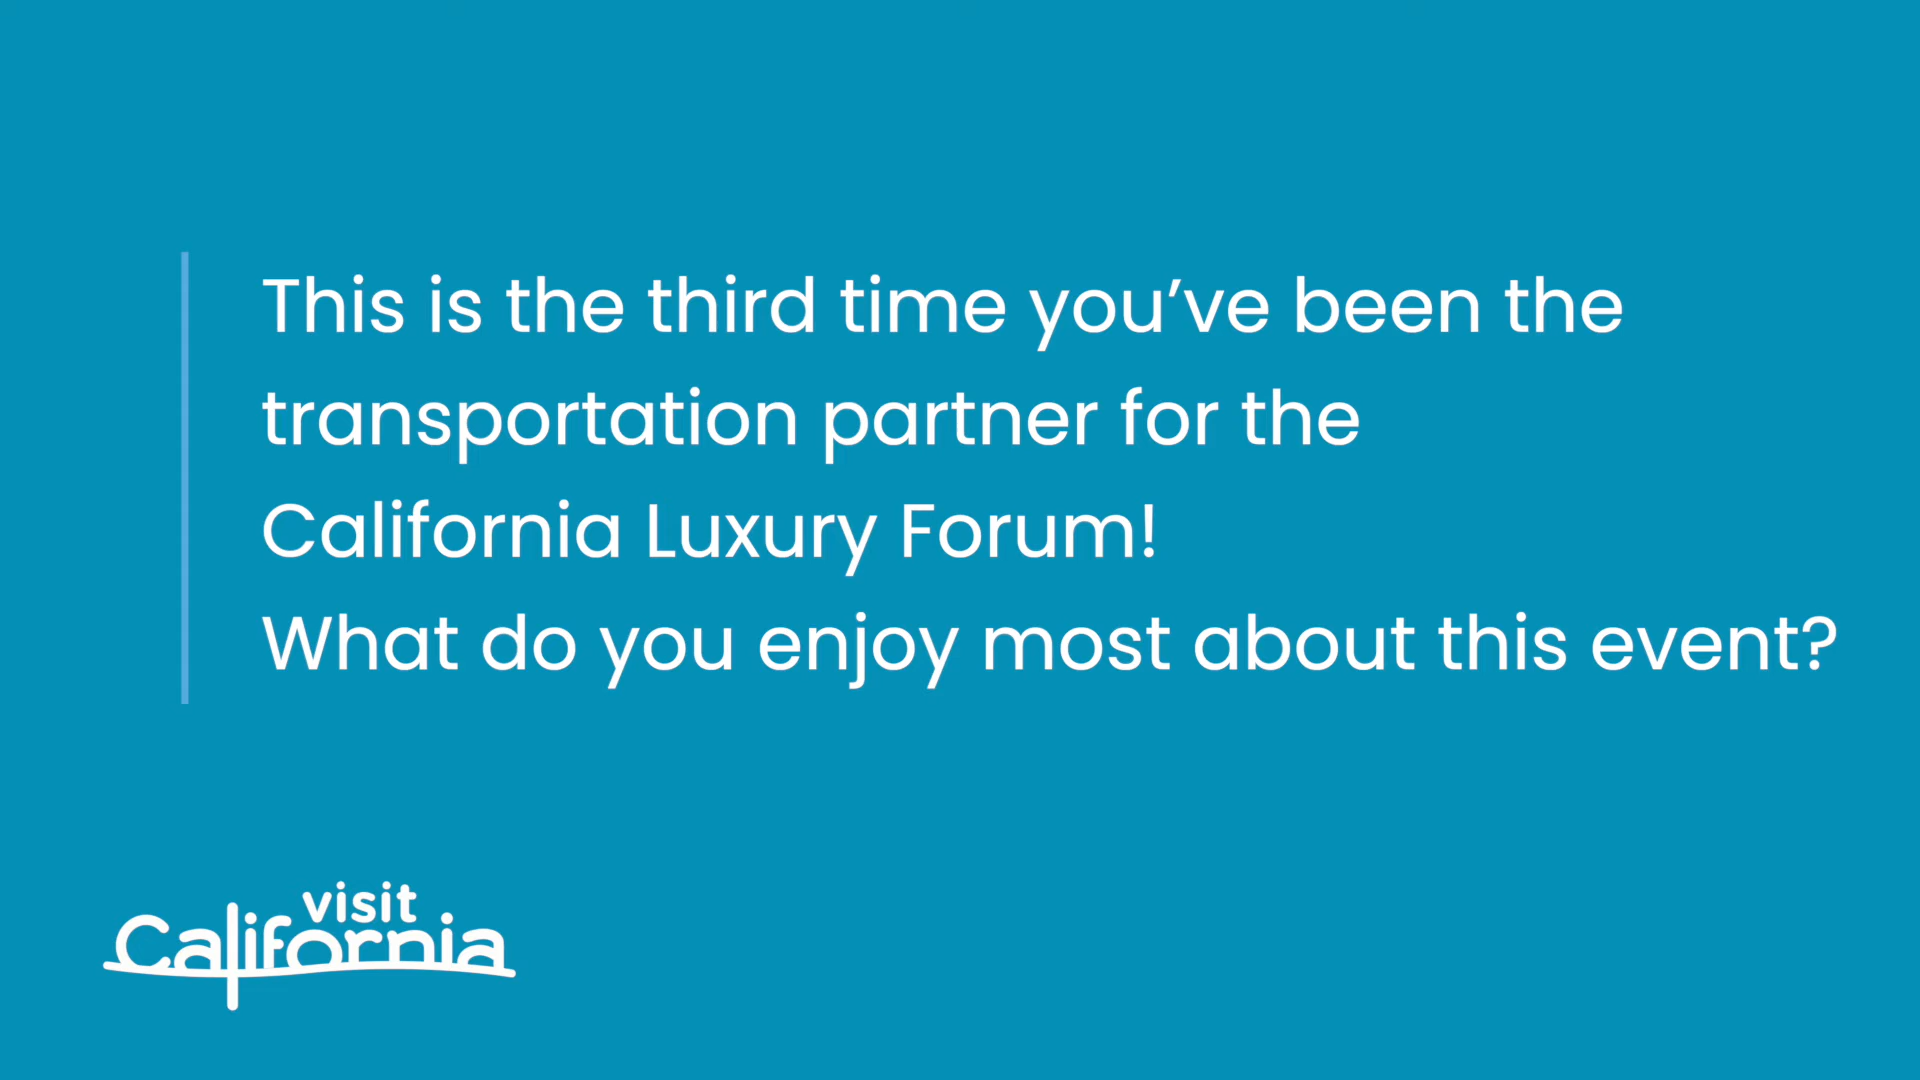 This is the third time you’ve been the
transportation partner for the
California Luxury Forum!
What do you enjoy most about this event?
visit
California